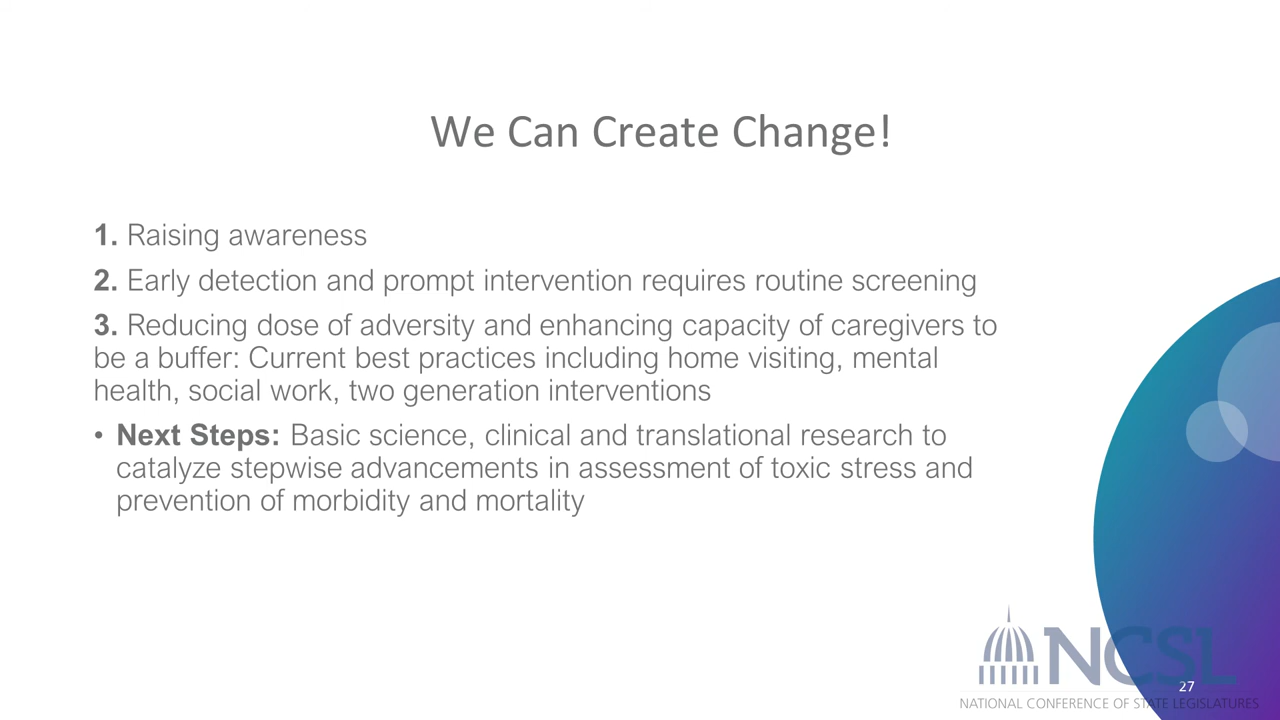 We Can Create Change!
1. Raising awareness
2. Early detection and prompt intervention requires routine screening
3. Reducing dose of adversity and enhancing capacity of caregivers to
be a buffer: Current best practices including home visiting, mental
health, social work, two generation interventions
• Next Steps: Basic science, clinical and translational research to
catalyze stepwise advancements in assessment of toxic stress and
prevention of morbidity and mortality
NCSL
27
NATIONAL CONFERENCE OF STATE LEGISLATURES